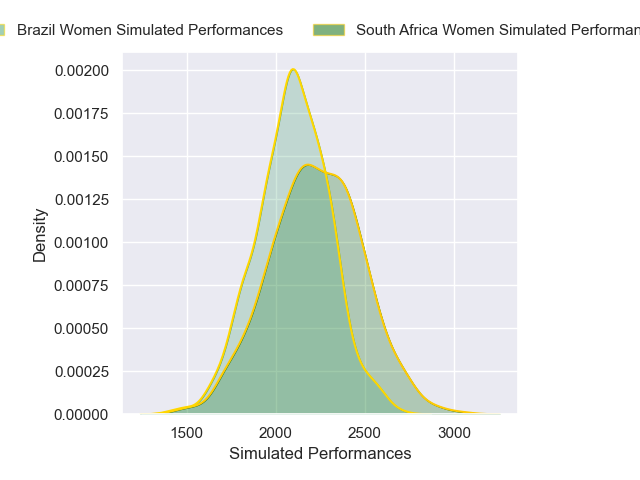 Brazil Women Simulated Performances
South Africa Women Simulated
0.00200
0.00175
0.00150
0.00125
0.00100
0.00075
0.00050
0.00025
0.00000
Density
1500 2000 2500 3000
Simulated Performances